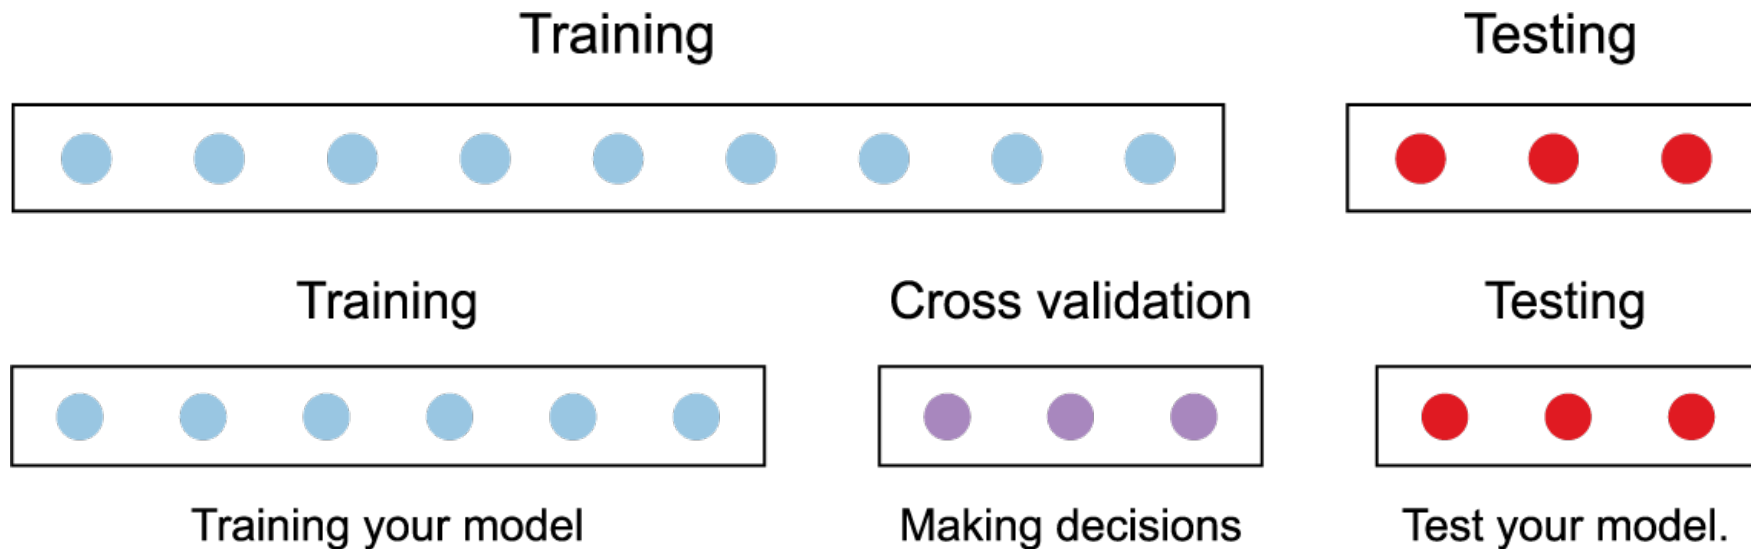 Training
Testing
Training
Cross validation
Testing
Training your model
Making decisions
Test your model.